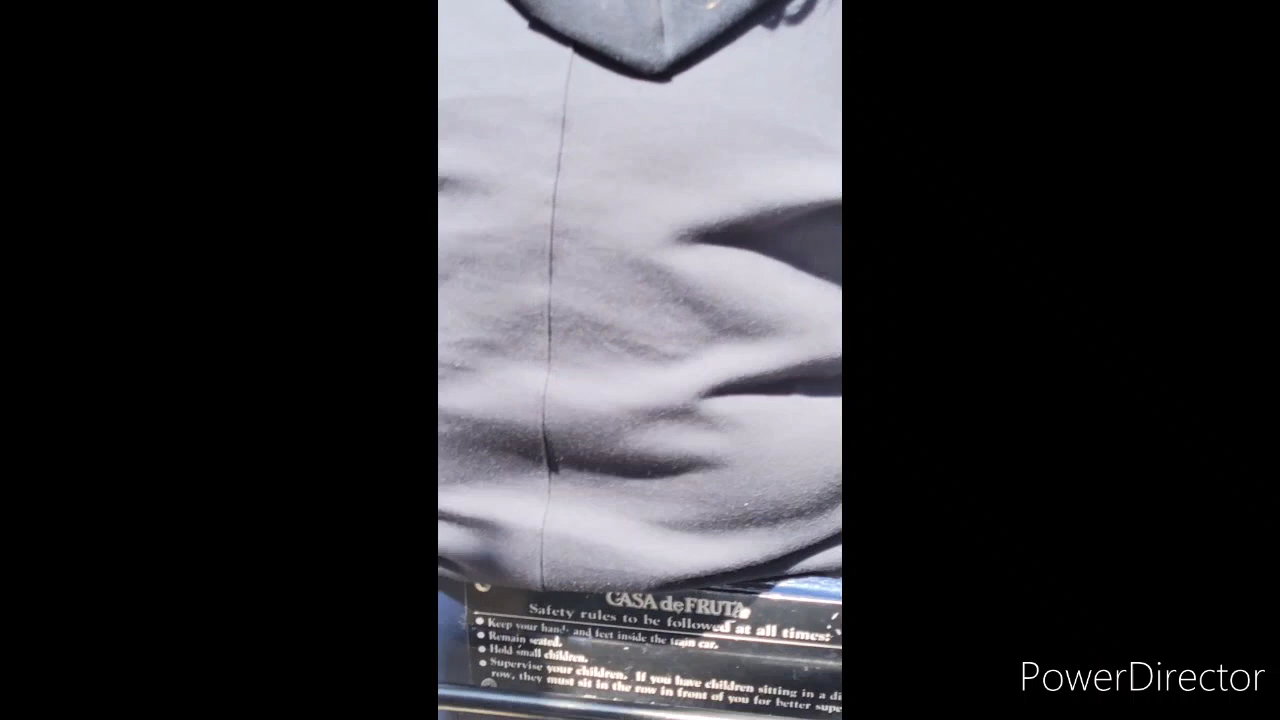 CASA de FRUTA
Safety rules to be followed at all times:
Keep your hands and feet inside the train car.
Remain seated.
Hold small children.
Supervise your children. If you have children sitting in a
row, they must sit in the row in front of you for better
PowerDirector